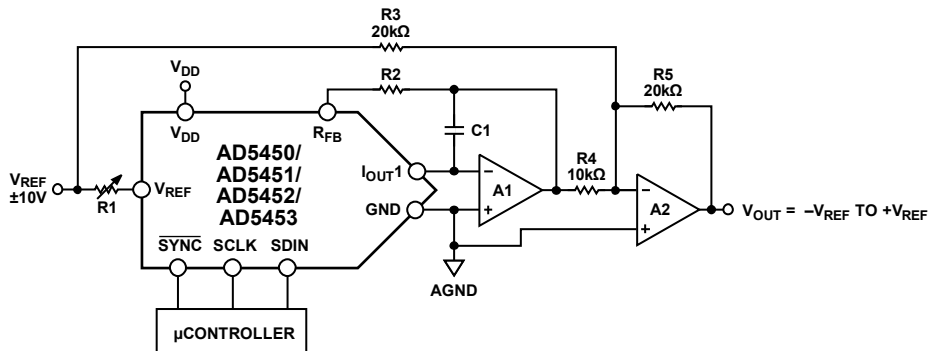 R3
20kΩ
VDD
R2
R5
20kΩ
VDD
RFB
C1
AD5450/
AD5451/
AD5452/
AD5453
VREF
±10V
R1
VREF
IOUT1
GND
A1
R4
10kΩ
A2
VOUT = –VREF TO +VREF
SYNC SCLK SDIN
AGND
µCONTROLLER
–
+
–
+